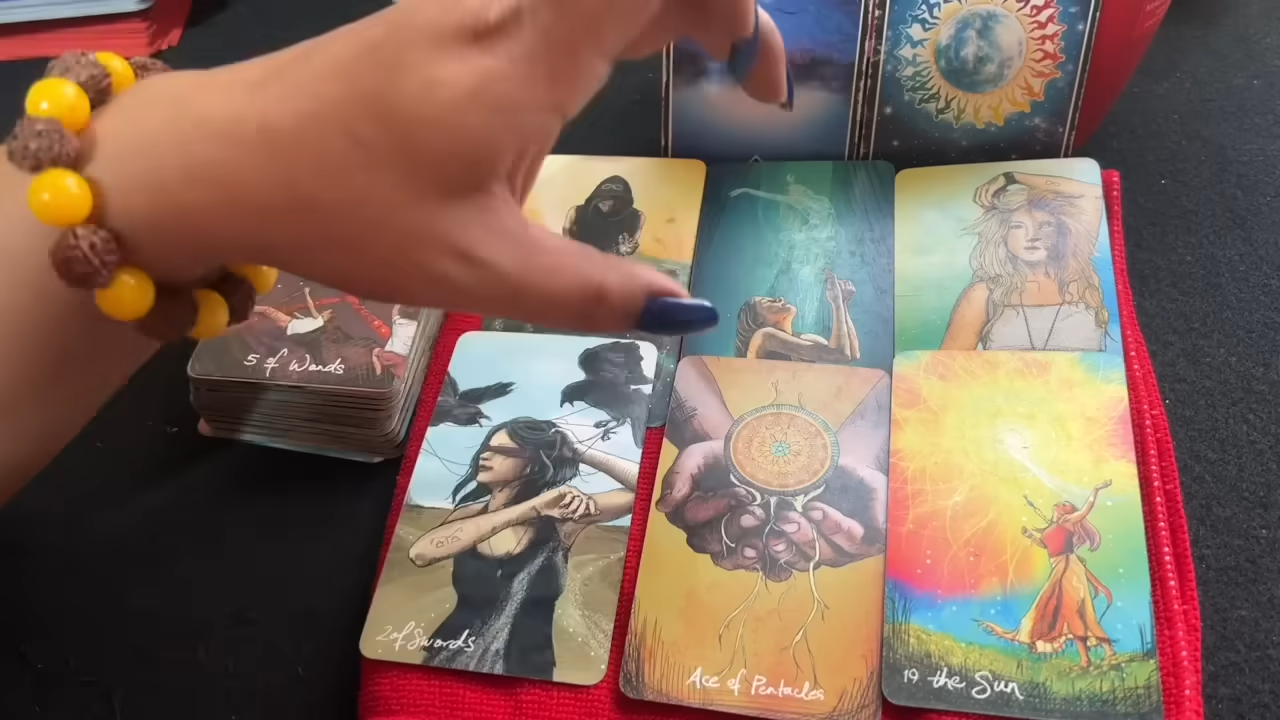 5 of Wands
2 of Swords
Ace of Pentacles
19 the Sun